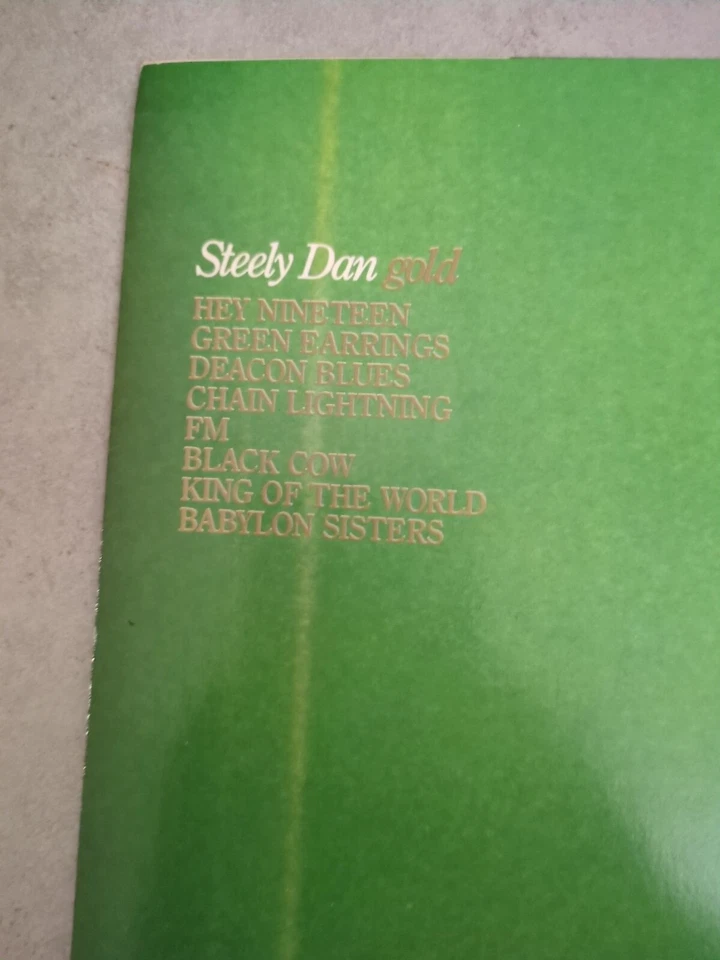 Steely Dan gold
HEY NINETEEN
GREEN EARRINGS
DEACON BLUES
CHAIN LIGHTNING
FM
BLACK COW
KING OF THE WORLD
BABYLON SISTERS